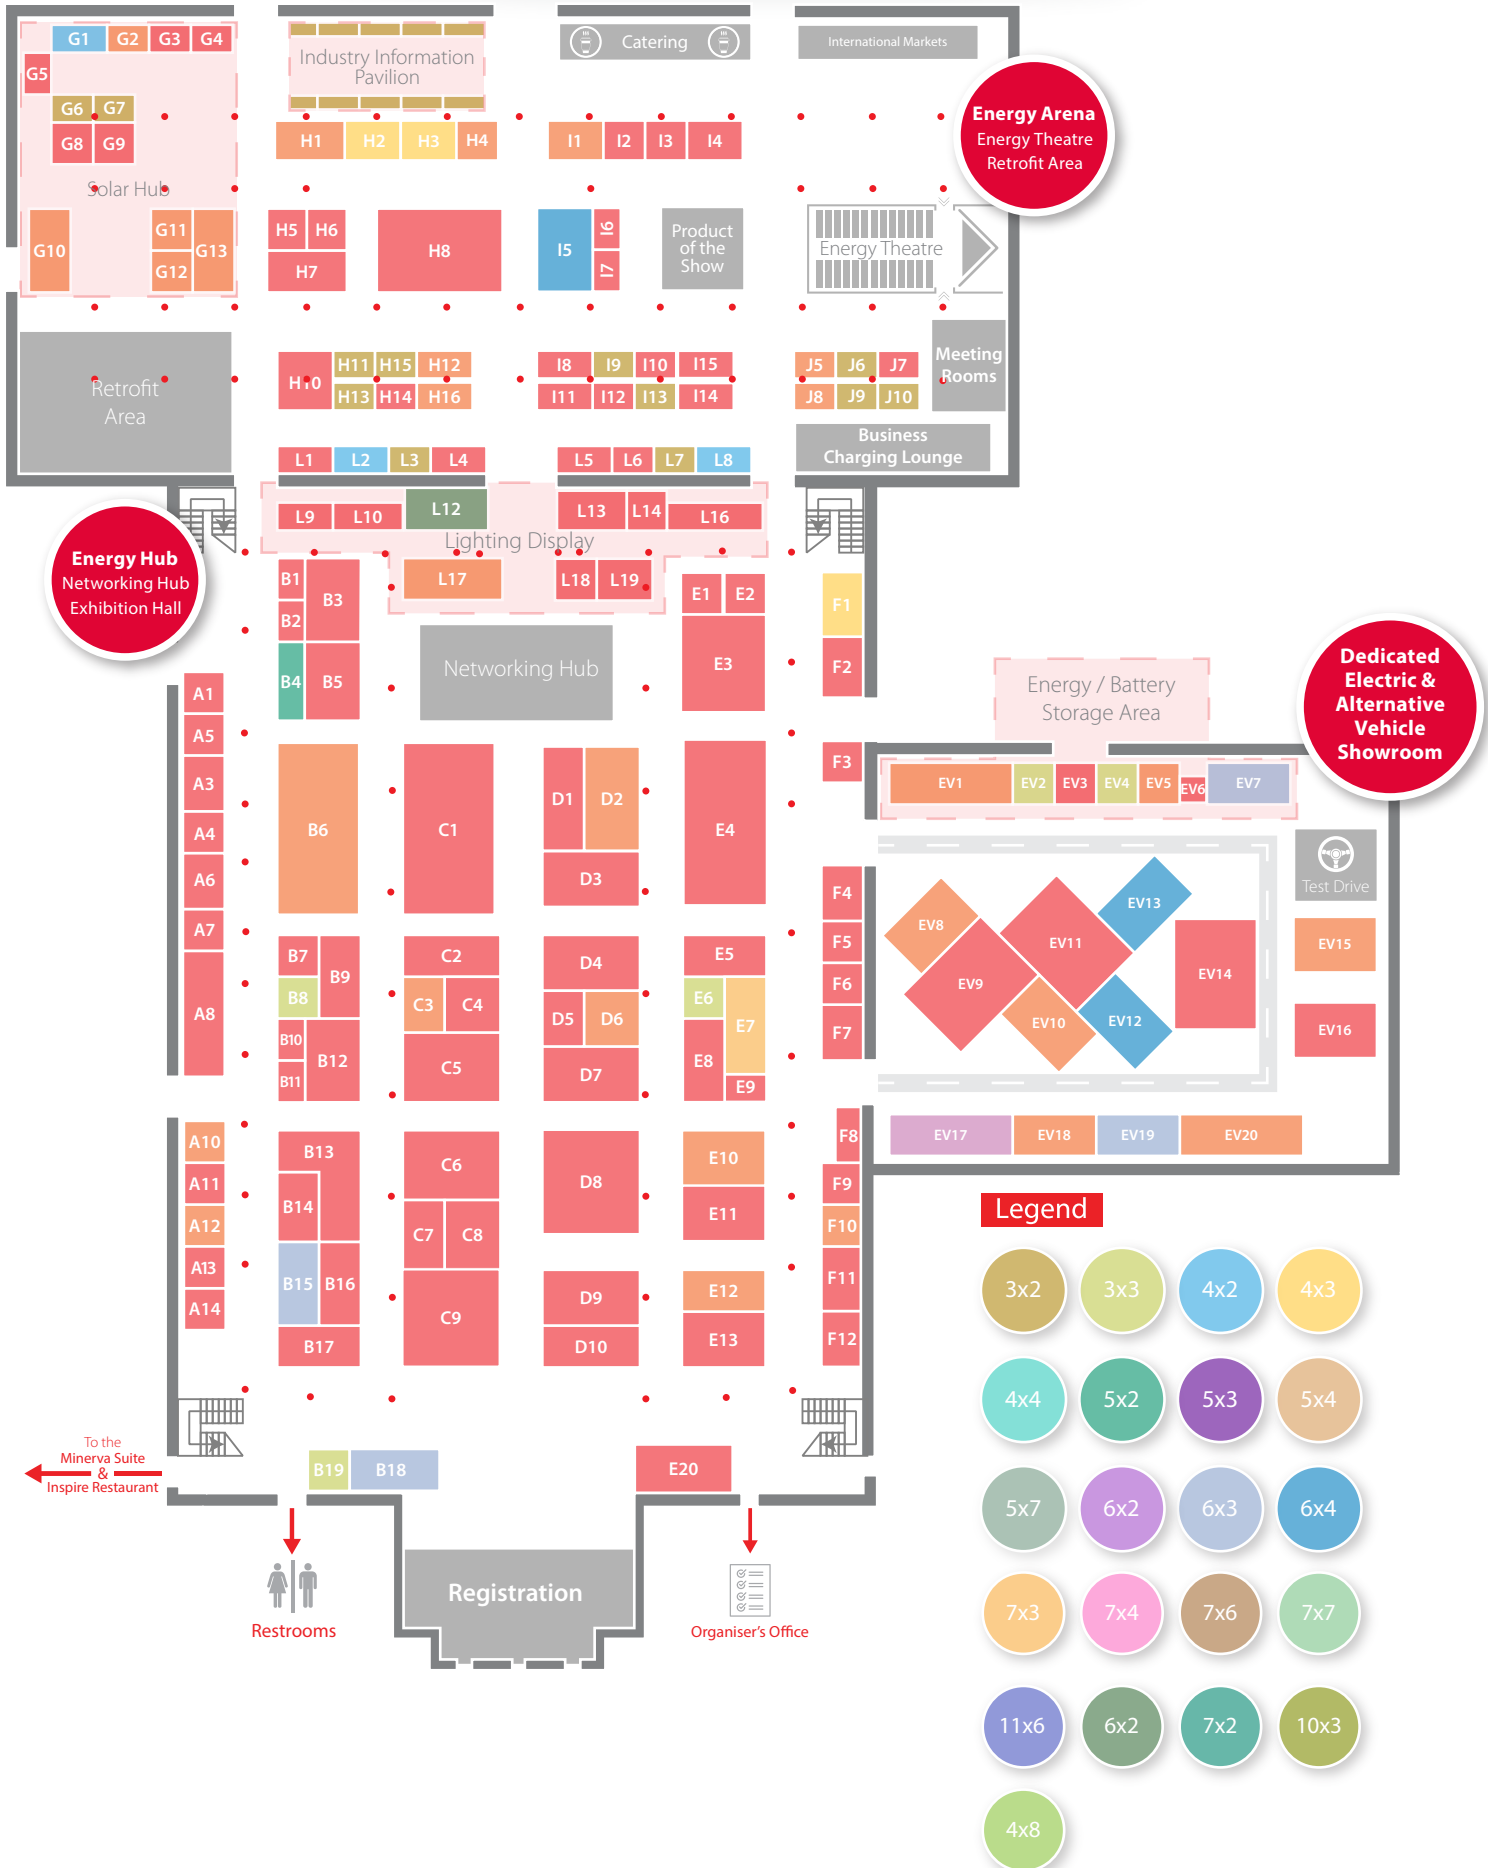 G1 G2 G3 G4
G5
G6 G7
G8 G9
Solar Hub
G10 G11 G13
G12
Industry Information
Pavilion
Catering
International Markets
Energy Arena
Energy Theatre
Retrofit Area
H1 H2 H3 H4
I1 I2 I3 I4
H5 H6 H8
H7
I5 I6
I7
Product
of the
Show
Energy Theatre
Retrofit
Area
H10 H11 H15 H12
H13 H14 H16
I8 I9 I10 I15
I11 I12 I13 I14
J5 J6 J7
J8 J9 J10
Meeting
Rooms
Business
Charging Lounge
L1 L2 L3 L4
L5 L6 L7 L8
L9 L10 L12
L13 L14 L16
Lighting Display
L17 L18 L19
Energy Hub
Networking Hub
Exhibition Hall
B1 B3
B2
B4 B5
Networking Hub
E1 E2
E3
F1
F2
F3
Energy / Battery
Storage Area
Dedicated
Electric &
Alternative
Vehicle
Showroom
A1
A5
A3
A4
A6
A7
A8
B6
C1
D1 D2
D3
E4
EV1 EV2 EV3 EV4 EV5 EV6 EV7
Test Drive
F4
F5
F6
F7
EV8
EV9
EV10
EV11
EV12
EV13
EV14
EV15
EV16
B7 B9
B8
B10 B12
B11
C2
C3 C4
C5
D4
D5 D6
D7
E5
E6 E7
E8
E9
A10
A11
A12
A13
A14
B13
B14
B15 B16
B17
C6
C7 C8
C9
D8
D9
D10
E10
E11
E12
E13
F8
F9
F10
F11
F12
EV17 EV18 EV19 EV20
B19 B18
E20
To the
Minerva Suite
&
Inspire Restaurant
Restrooms
Registration
Organiser's Office
Legend
3x2 3x3 4x2 4x3
4x4 5x2 5x3 5x4
5x7 6x2 6x3 6x4
7x3 7x4 7x6 7x7
11x6 6x2 7x2 10x3
4x8